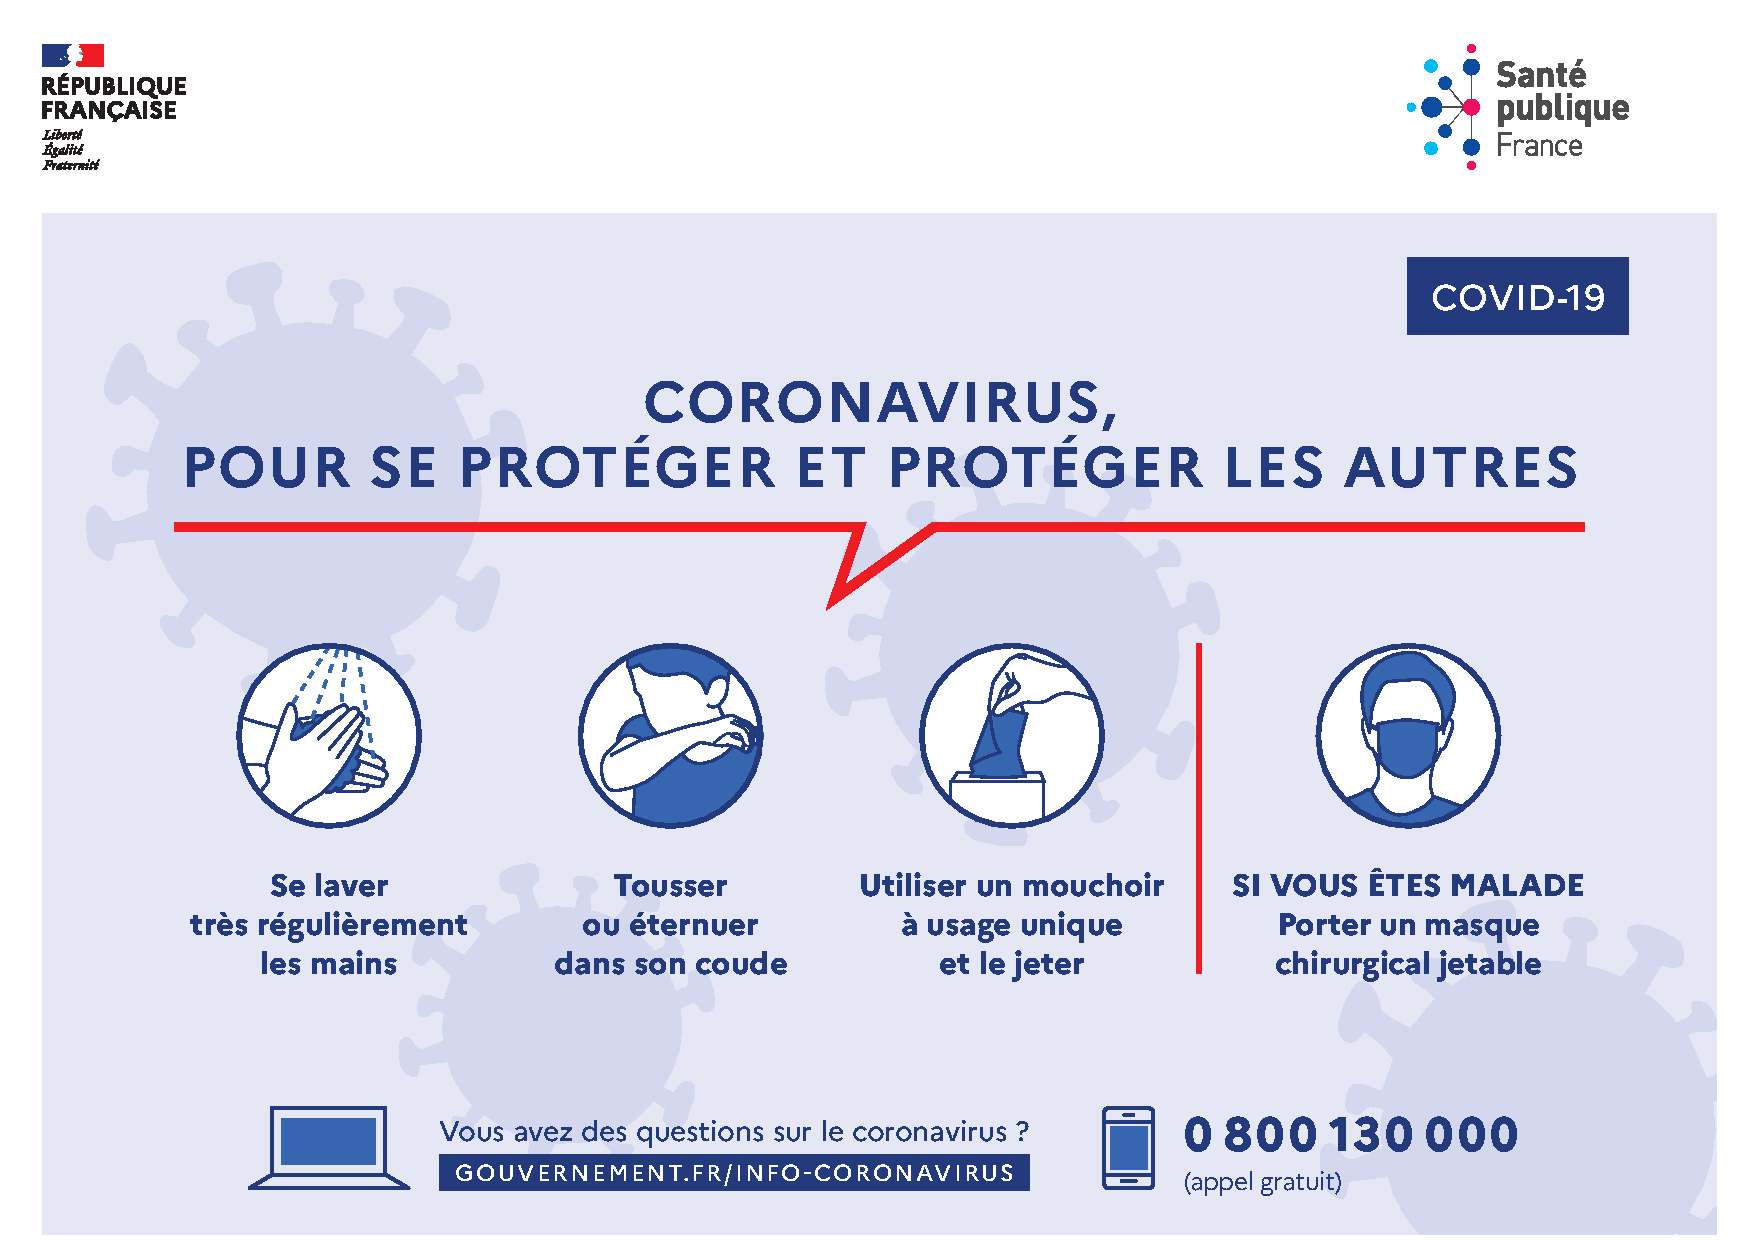 RÉPUBLIQUE
FRANÇAISE
Liberté
Égalité
Fraternité
Santé
publique
France
COVID-19
CORONAVIRUS,
POUR SE PROTÉGER ET PROTÉGER LES AUTRES
Se laver
très régulièrement
les mains
Tousser
ou éternuer
dans son coude
Utiliser un mouchoir
à usage unique
et le jeter
SI VOUS ÊTES MALADE
Porter un masque
chirurgical jetable
Vous avez des questions sur le coronavirus ?
GOUVERNEMENT.FR/INFO-CORONAVIRUS
0 800 130 000
(appel gratuit)